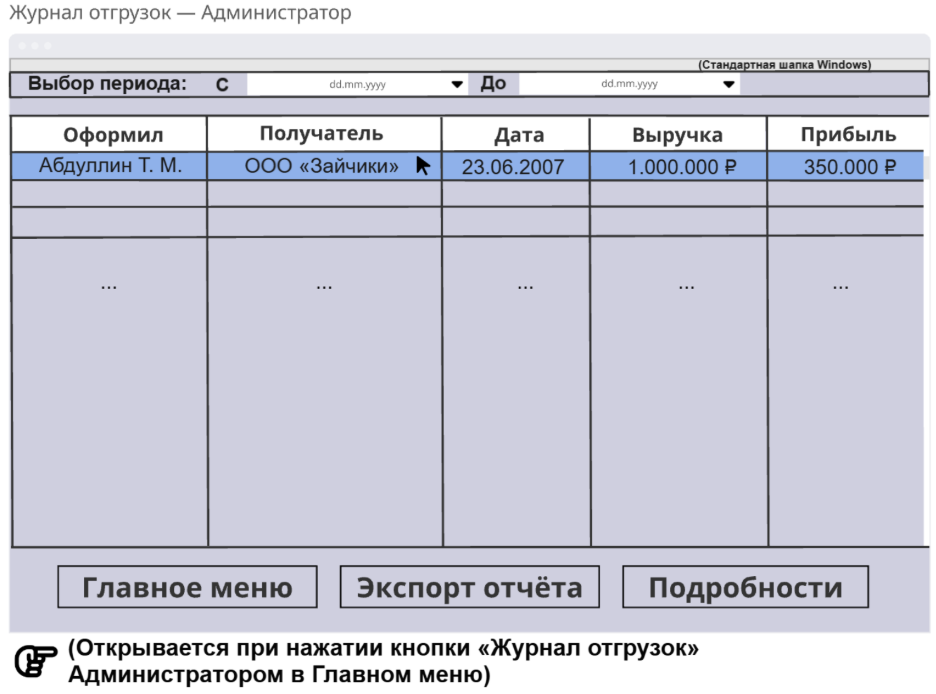 Журнал отгрузок — Администратор
(Стандартная шапка Windows)
Выбор периода: С dd.mm.yyyy До dd.mm.yyyy
Оформил Получатель Дата Выручка Прибыль
Абдуллин Т. М. ООО «Зайчики» 23.06.2007 1.000.000 ₽ 350.000 ₽
... ... ... ... ...
Главное меню Экспорт отчёта Подробности
(Открывается при нажатии кнопки «Журнал отгрузок»
Администратором в Главном меню)